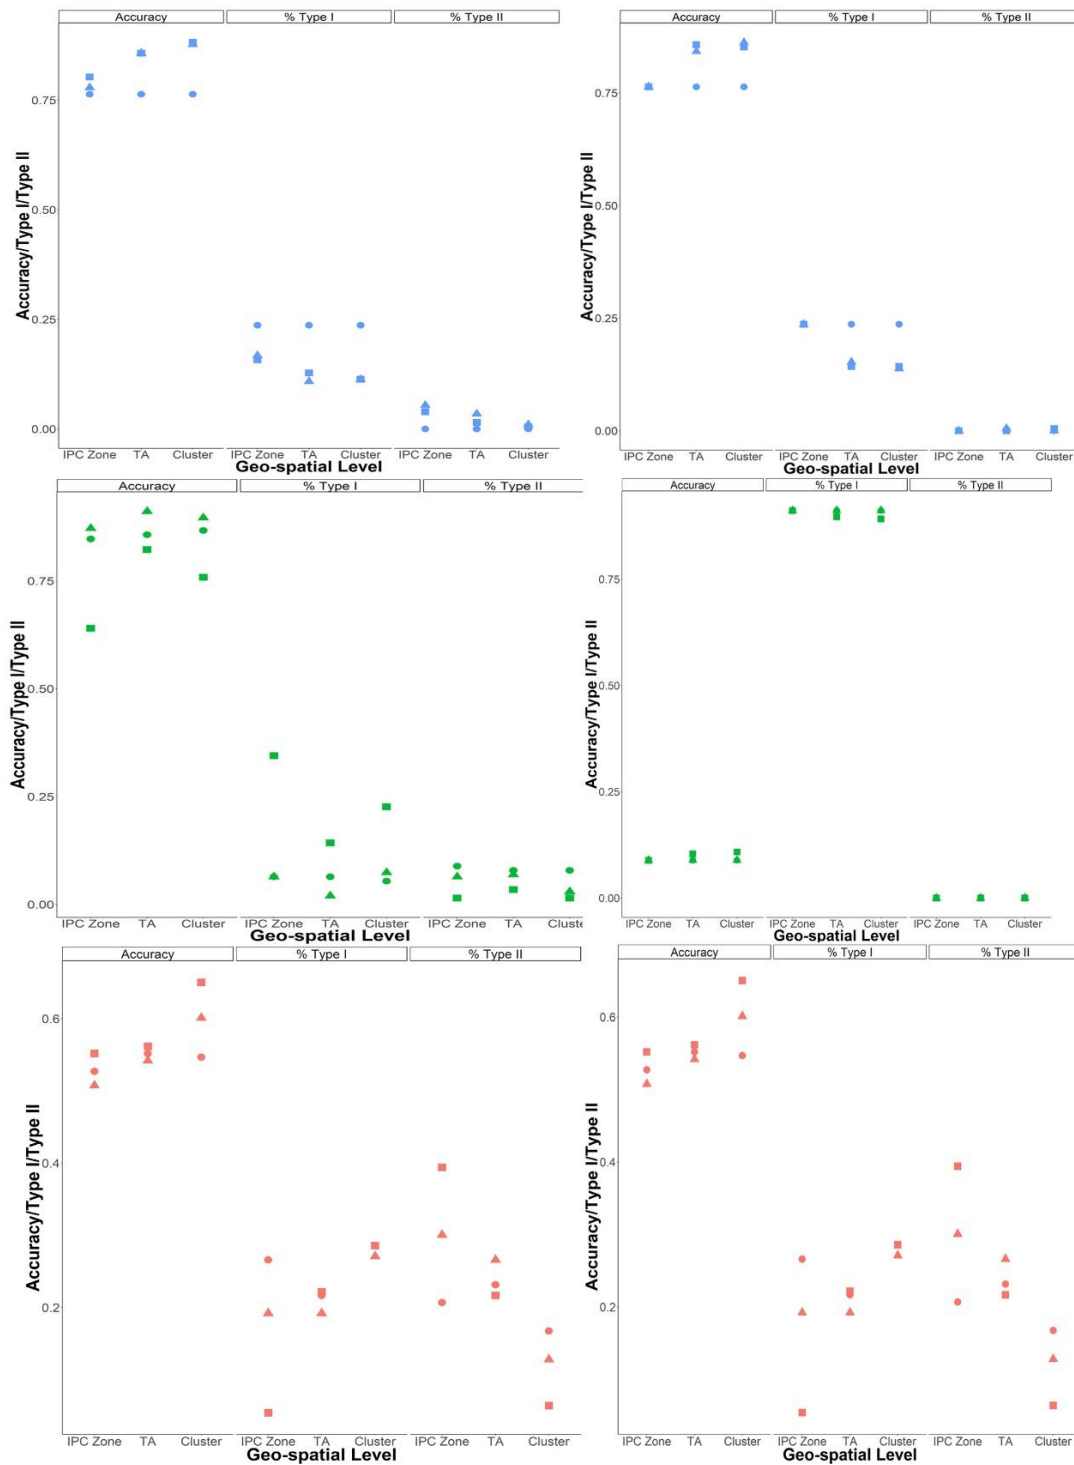 Accuracy % Type I % Type II
Accuracy/Type I/Type II
0.75
0.50
0.25
0.00
IPC Zone TA Cluster IPC Zone TA Cluster IPC Zone TA Cluster
Geo-spatial Level
Accuracy % Type I % Type II
Accuracy/Type I/Type II
0.75
0.50
0.25
0.00
IPC Zone TA Cluster IPC Zone TA Cluster IPC Zone TA Cluster
Geo-spatial Level
Accuracy % Type I % Type II
Accuracy/Type I/Type II
0.75
0.50
0.25
0.00
IPC Zone TA Cluster IPC Zone TA Cluster IPC Zone TA Cluste
Geo-spatial Level
Accuracy % Type I % Type II
Accuracy/Type I/Type II
0.75
0.50
0.25
0.00
IPC Zone TA Cluster IPC Zone TA Cluster IPC Zone TA Cluster
Geo-spatial Level
Accuracy % Type I % Type II
Accuracy/Type I/Type II
0.6
0.4
0.2
IPC Zone TA Cluster IPC Zone TA Cluster IPC Zone TA Cluster
Geo-spatial Level
Accuracy % Type I % Type II
Accuracy/Type I/Type II
0.6
0.4
0.2
IPC Zone TA Cluster IPC Zone TA Cluster IPC Zone TA Cluster
Geo-spatial Level